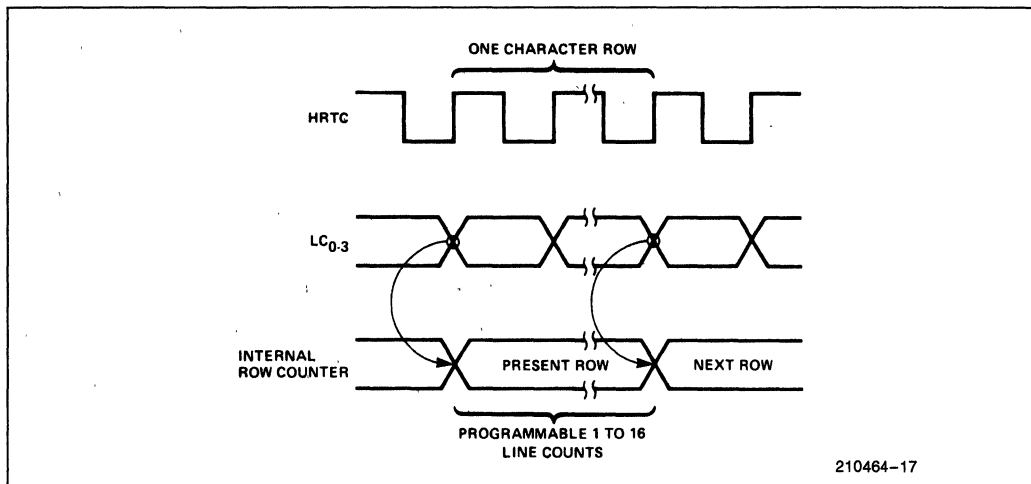 ONE CHARACTER ROW
HRTC
LC0-3
INTERNAL
ROW COUNTER
PRESENT ROW
NEXT ROW
PROGRAMMABLE 1 TO 16
LINE COUNTS
210464-17